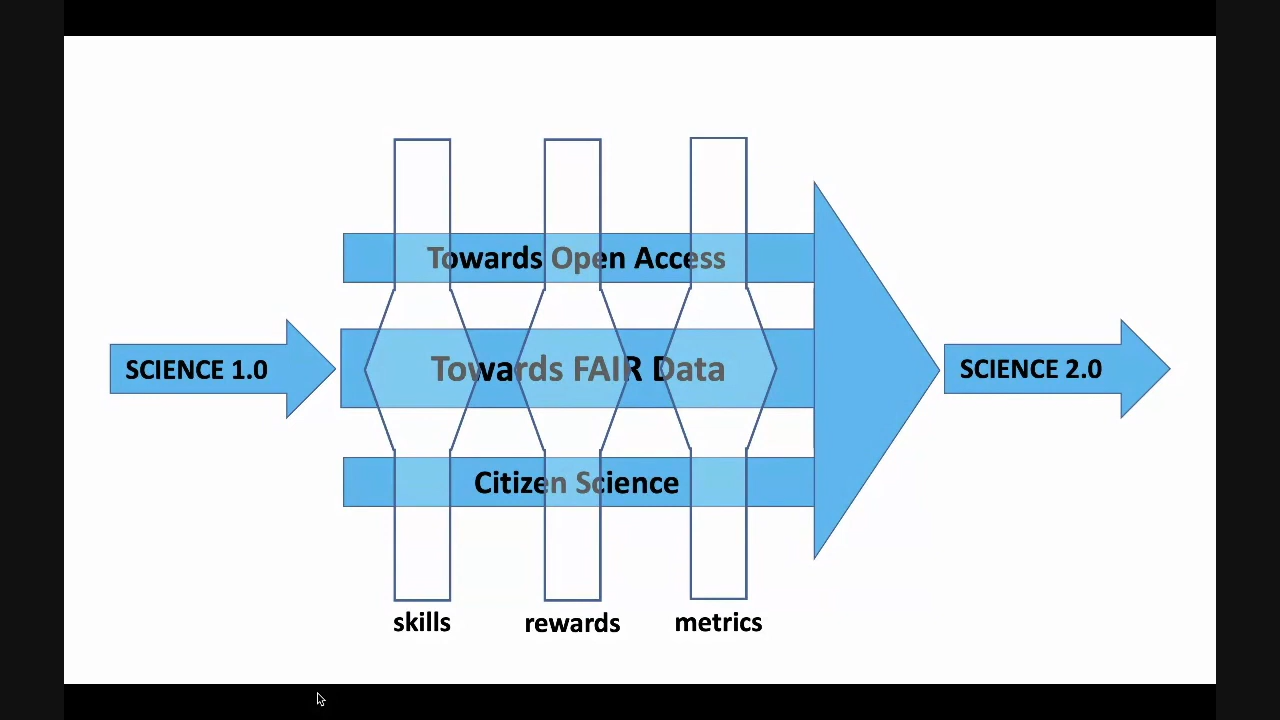 Towards Open Access
SCIENCE 1.0
Towards FAIR Data
SCIENCE 2.0
Citizen Science
skills
rewards
metrics